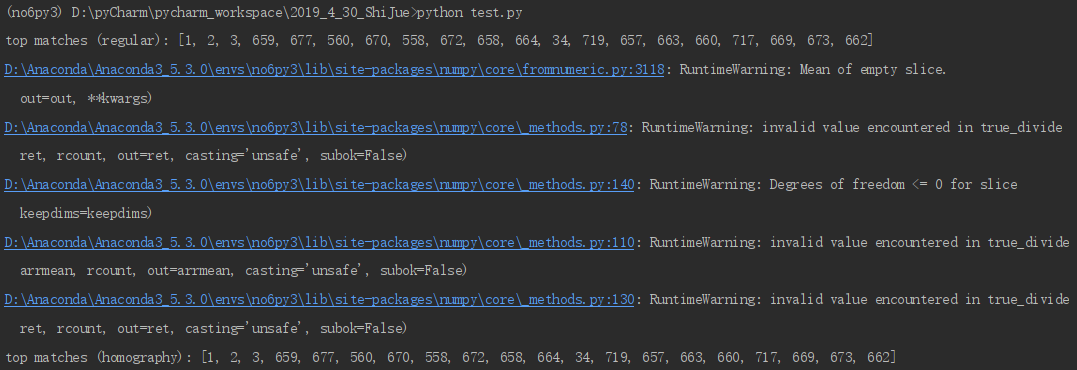 (no6py3) D:\pyCharm\pycharm_workspace\2019_4_30_ShiJue>python test.py
top matches (regular): [1, 2, 3, 659, 677, 560, 670, 558, 672, 658, 664, 34, 719, 657, 663, 660, 717, 669, 673, 662]
D:\Anaconda\Anaconda3_5.3.0\envs\no6py3\lib\site-packages\numpy\core\fromnumeric.py:3118: RuntimeWarning: Mean of empty slice.
  out=out, **kwargs)
D:\Anaconda\Anaconda3_5.3.0\envs\no6py3\lib\site-packages\numpy\core\_methods.py:78: RuntimeWarning: invalid value encountered in true_divide
  ret, rcount, out=ret, casting='unsafe', subok=False)
D:\Anaconda\Anaconda3_5.3.0\envs\no6py3\lib\site-packages\numpy\core\_methods.py:140: RuntimeWarning: Degrees of freedom <= 0 for slice
  keepdims=keepdims)
D:\Anaconda\Anaconda3_5.3.0\envs\no6py3\lib\site-packages\numpy\core\_methods.py:110: RuntimeWarning: invalid value encountered in true_divide
  arrmean, rcount, out=arrmean, casting='unsafe', subok=False)
D:\Anaconda\Anaconda3_5.3.0\envs\no6py3\lib\site-packages\numpy\core\_methods.py:130: RuntimeWarning: invalid value encountered in true_divide
  ret, rcount, out=ret, casting='unsafe', subok=False)
top matches (homography): [1, 2, 3, 659, 677, 560, 670, 558, 672, 658, 664, 34, 719, 657, 663, 660, 717, 669, 673, 662]